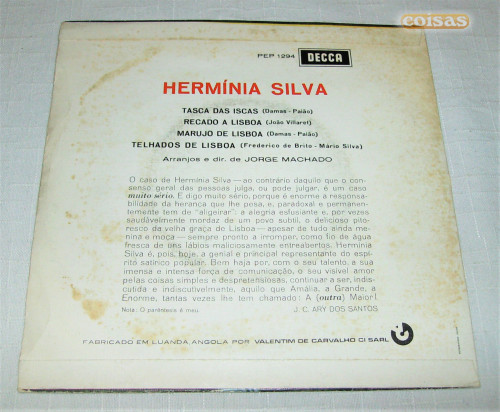 coisas
PEP 1294 DECCA
HERMÍNIA SILVA
TASCA DAS ISCAS (Damas - Paião)
RECADO A LISBOA (João Villaret)
MARUJO DE LISBOA (Damas - Paião)
TELHADOS DE LISBOA (Frederico de Brito - Mário Silva)
Arranjos e dir. de JORGE MACHADO
O caso de Hermínia Silva — ao contrário daquilo que o con-
senso geral das pessoas julga, ou pode julgar, é um caso
muito sério. E digo muito sério, porque é enorme a responsa-
bilidade da herança que lhe pesa, e, paradoxal e permanen-
temente tem de "aligeirar": a alegria esfusiante e, por vezes
saudàvelmente mordaz de um povo subtil, o delicioso pito-
resco da velha graça de Lisboa — apesar de tudo ainda me-
nina e moça — sempre pronto a irromper, como fio de água
fresca de uns lábios maliciosamente entreabertos. Hermínia
Silva é, pois, hoje, a genial e principal representante do espí-
rito satírico popular. Bem haja por, com o seu talento, a sua
imensa e intensa força de comunicação, o seu visível amor
pelas coisas simples e despretensiosas, continuar a ser, indis-
cutida e indiscutivelmente, aquilo que Amália, a Grande, a
Enorme, tantas vezes lhe tem chamado: A (outra) Maior!
Nota: O parêntesis é meu. J. C. ARY DOS SANTOS
FABRICADO EM LUANDA ANGOLA POR VALENTIM DE CARVALHO CI SARL